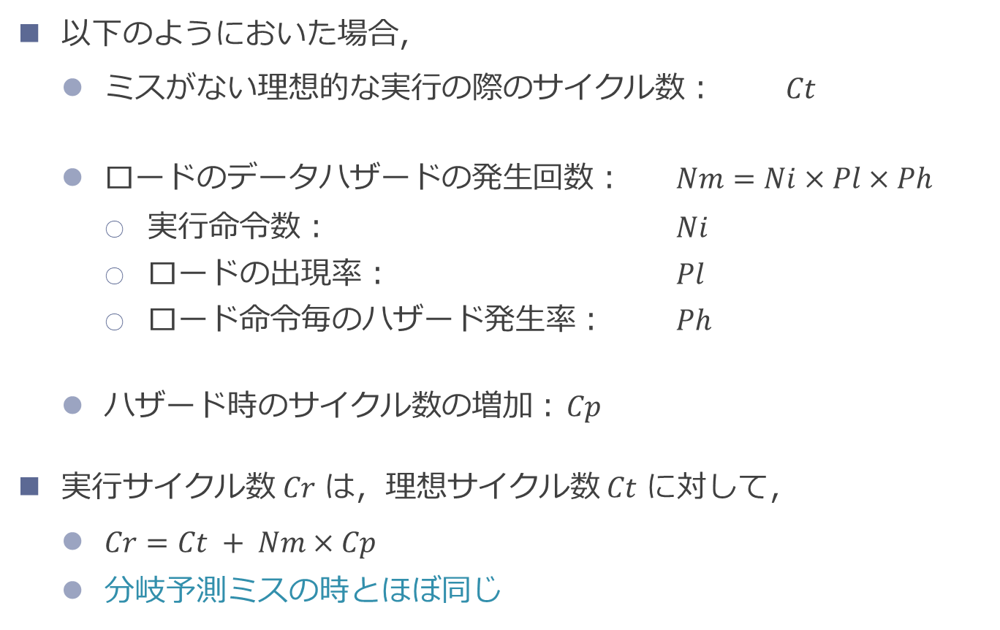 ■ 以下のようにおいた場合,
● ミスがない理想的な実行の際のサイクル数： Ct
● ロードのデータハザードの発生回数： Nm = Ni × Pl × Ph
○ 実行命令数： Ni
○ ロードの出現率： Pl
○ ロード命令毎のハザード発生率： Ph
● ハザード時のサイクル数の増加：Cp
■ 実行サイクル数 Cr は，理想サイクル数 Ct に対して,
● Cr = Ct + Nm × Cp
● 分岐予測ミスの時とほぼ同じ